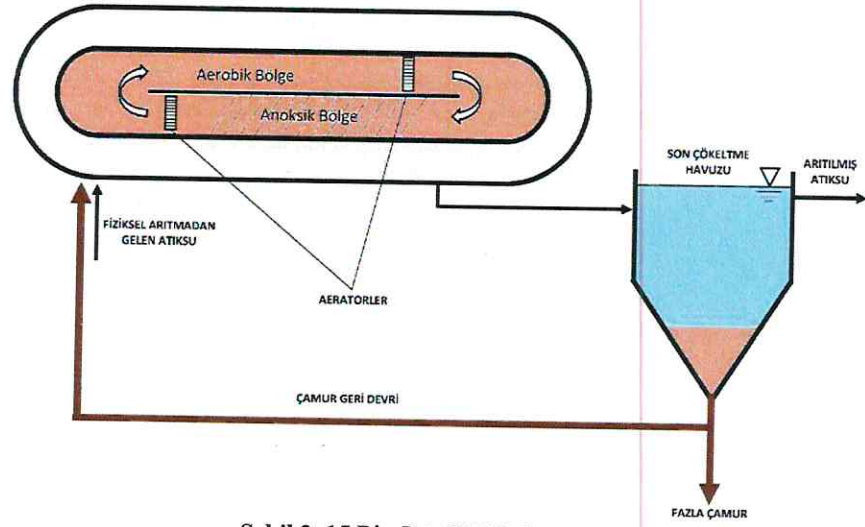 Aerobik Bölge
Anoksik Bölge
SON ÇÖKELTME
HAVUZU
ARITILMIŞ
ATIKSU
FİZİKSEL ARITMADAN
GELEN ATIKSU
AERATÖRLER
ÇAMUR GERİ DEVRİ
FAZLA ÇAMUR